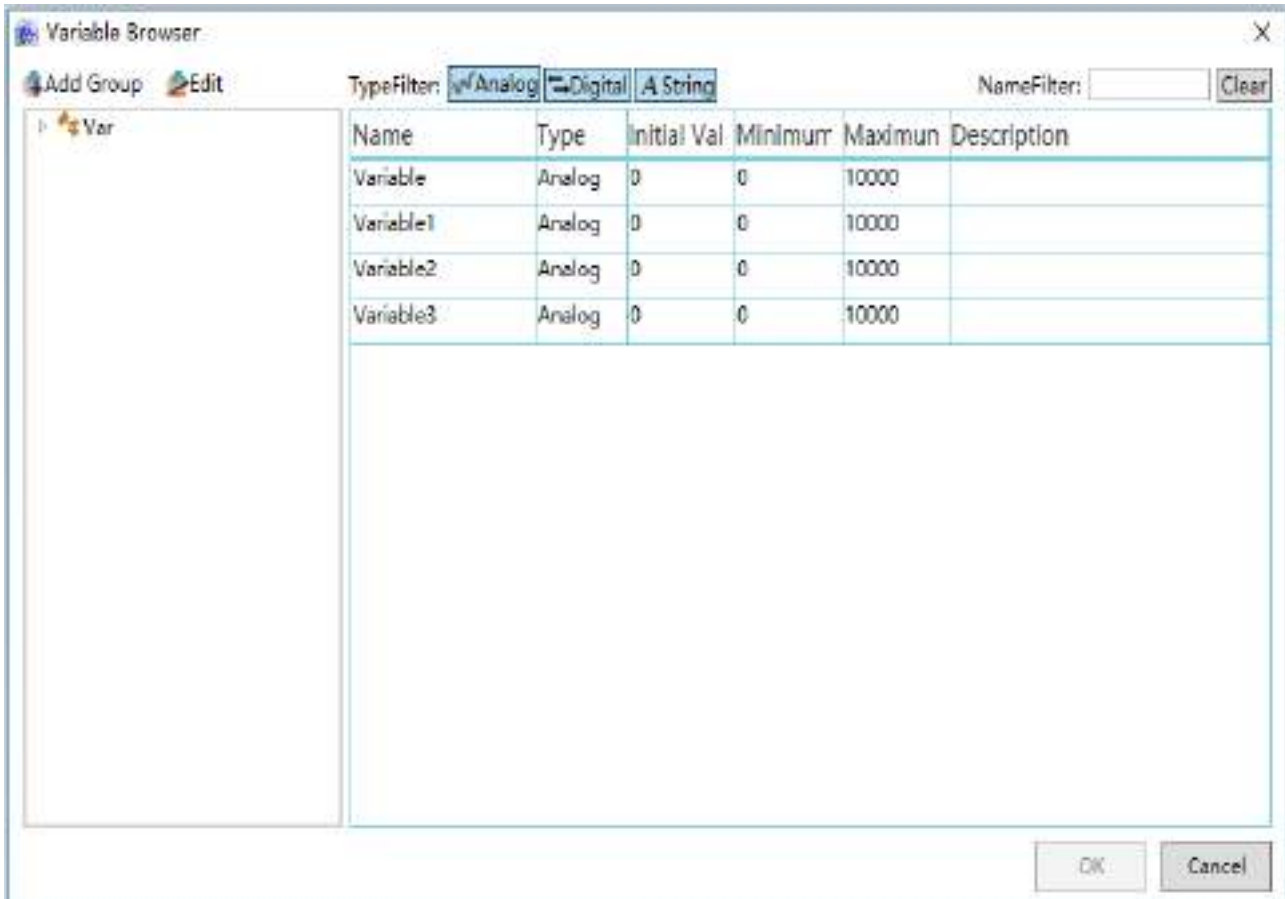 Variable Browser
Add Group Edit TypeFilter: Analog Digital A String NameFilter: Clear
Var
Name Type Initial Val Minimum Maximun Description
Variable Analog 0 0 10000
Variable1 Analog 0 0 10000
Variable2 Analog 0 0 10000
Variable3 Analog 0 0 10000
OK Cancel